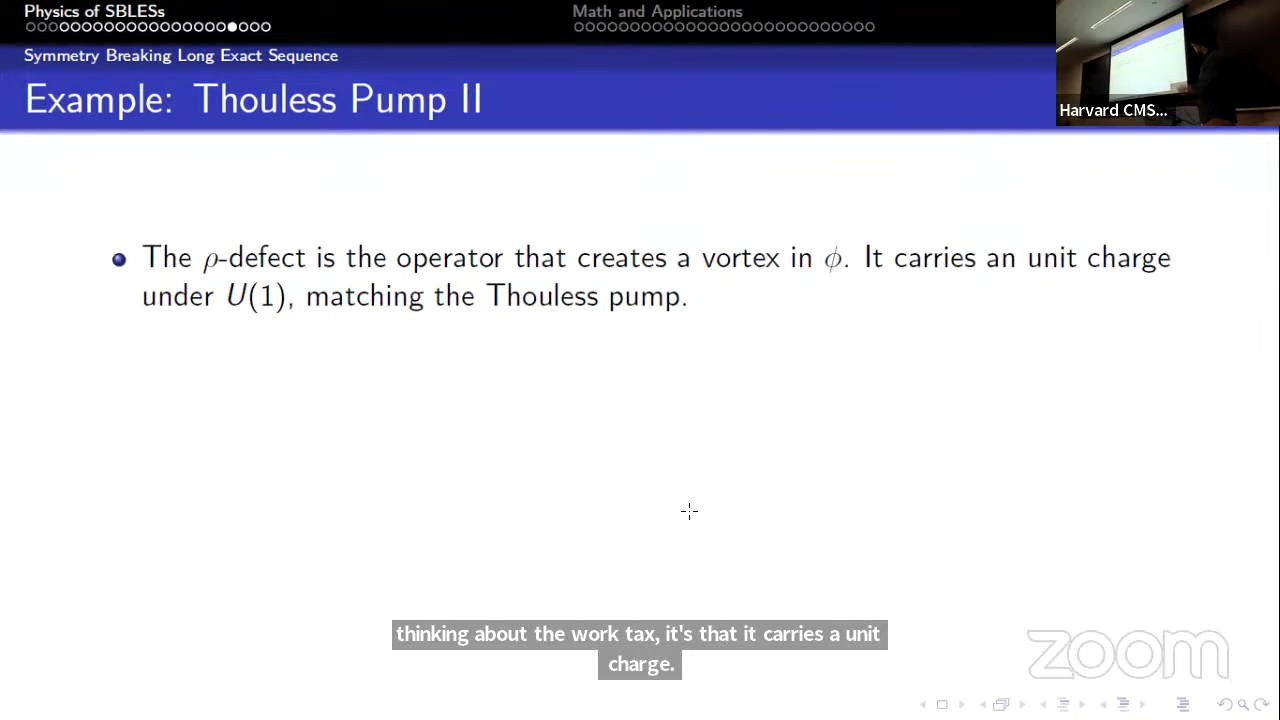 Physics of SBLESs
Math and Applications
Symmetry Breaking Long Exact Sequence
Example: Thouless Pump II
Harvard CMS...
The ρ-defect is the operator that creates a vortex in ϕ. It carries an unit charge
under U(1), matching the Thouless pump.
thinking about the work tax, it's that it carries a unit
charge.
zoom